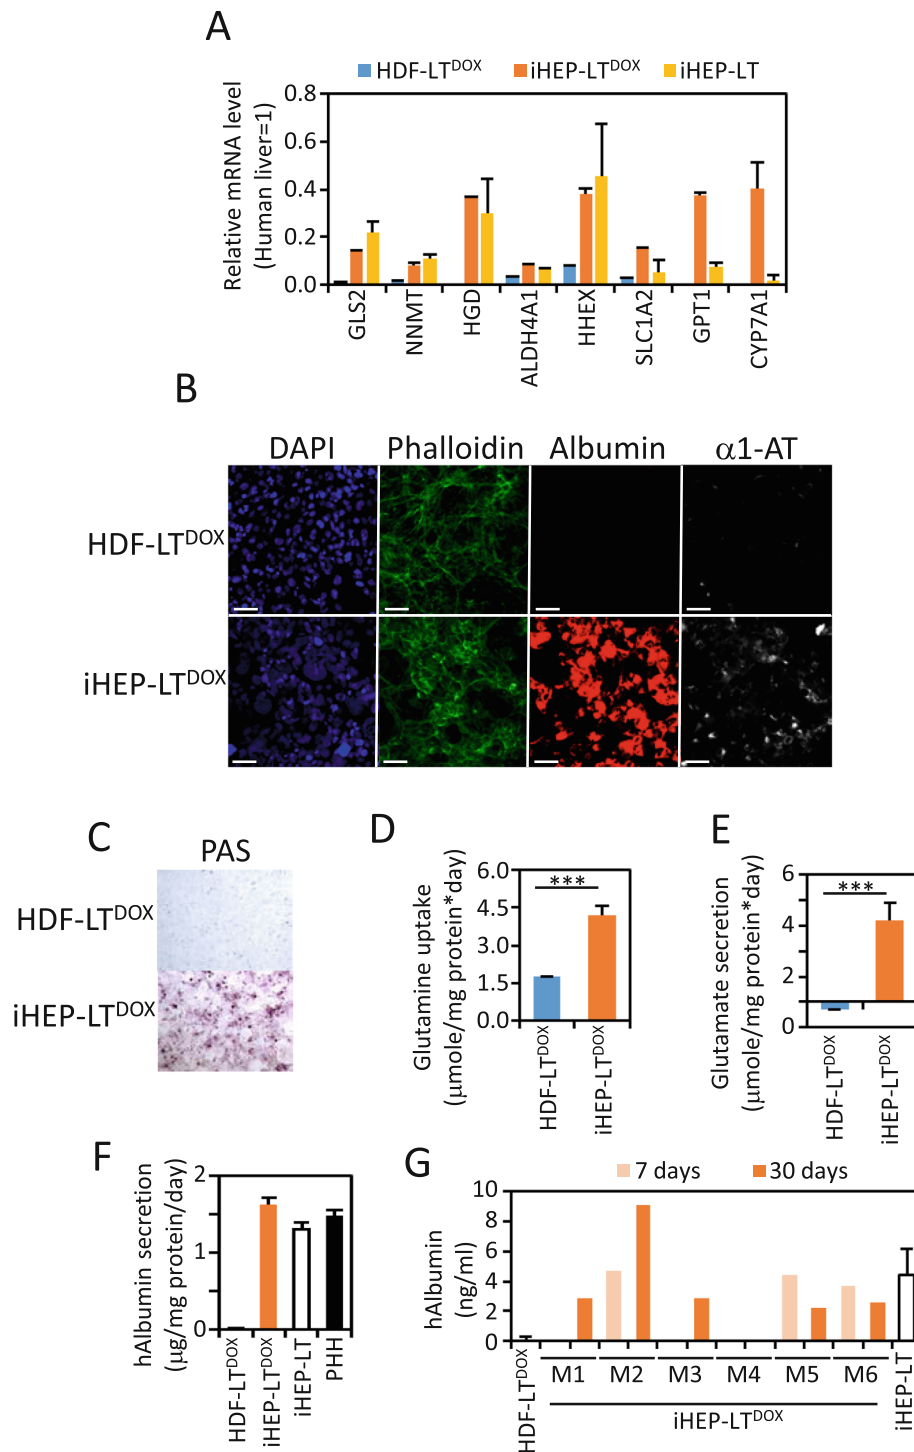 A
HDF-LTDOX iHEP-LTDOX iHEP-LT
Relative mRNA level
(Human liver=1)
0.8
0.6
0.4
0.2
0.0
GLS2
NNMT
HGD
ALDH4A1
HHEX
SLC1A2
GPT1
CYP7A1
B
DAPI Phalloidin Albumin α1-AT
HDF-LTDOX
iHEP-LTDOX
C
PAS
HDF-LTDOX
iHEP-LTDOX
D
Glutamine uptake
(μmole/mg protein*day)
6.0
4.5
3.0
1.5
0.0
***
HDF-LTDOX
iHEP-LTDOX
E
Glutamate secretion
(μmole/mg protein*day)
6
4
2
0
***
HDF-LTDOX
iHEP-LTDOX
F
hAlbumin secretion
(μg/mg protein/day)
2
1
0
HDF-LTDOX
iHEP-LTDOX
iHEP-LT
PHH
G
7 days 30 days
hAlbumin
(ng/ml)
10
8
6
4
2
0
HDF-LTDOX
M1 M2 M3 M4 M5 M6
iHEP-LTDOX
iHEP-LT